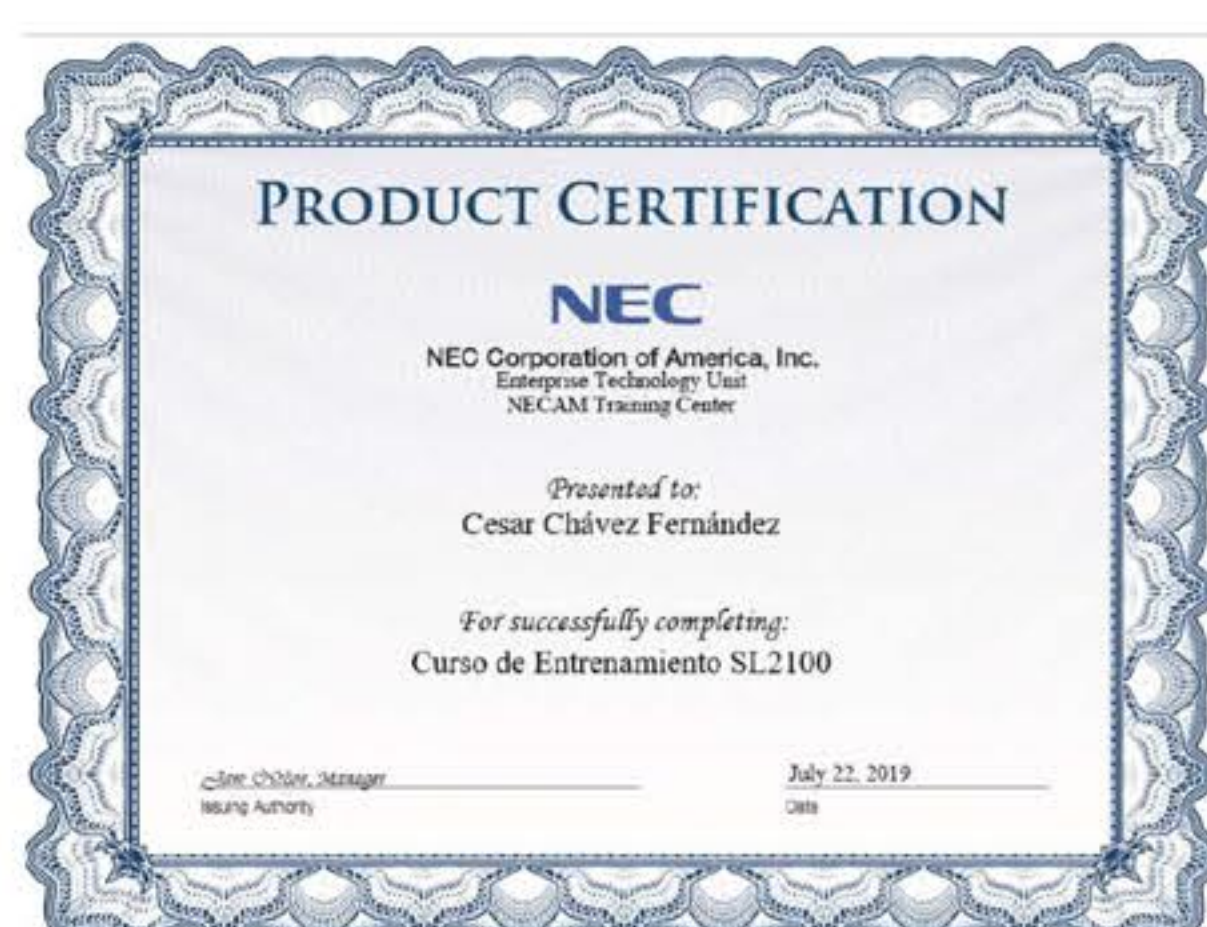 PRODUCT CERTIFICATION
NEC
NEC Corporation of America, Inc.
Enterprise Technology Unit
NECAM Training Center
Presented to:
Cesar Chávez Fernández
For successfully completing:
Curso de Entrenamiento SL2100
Manager
July 22, 2019
Issuing Authority
Date